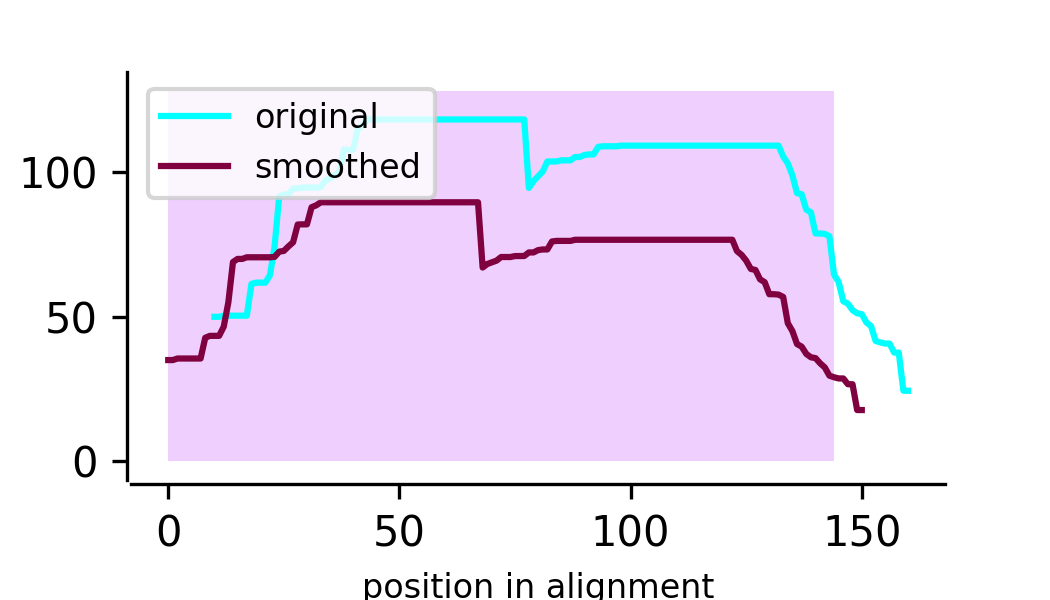 original
smoothed
100
50
0
0 50 100 150
position in alignment